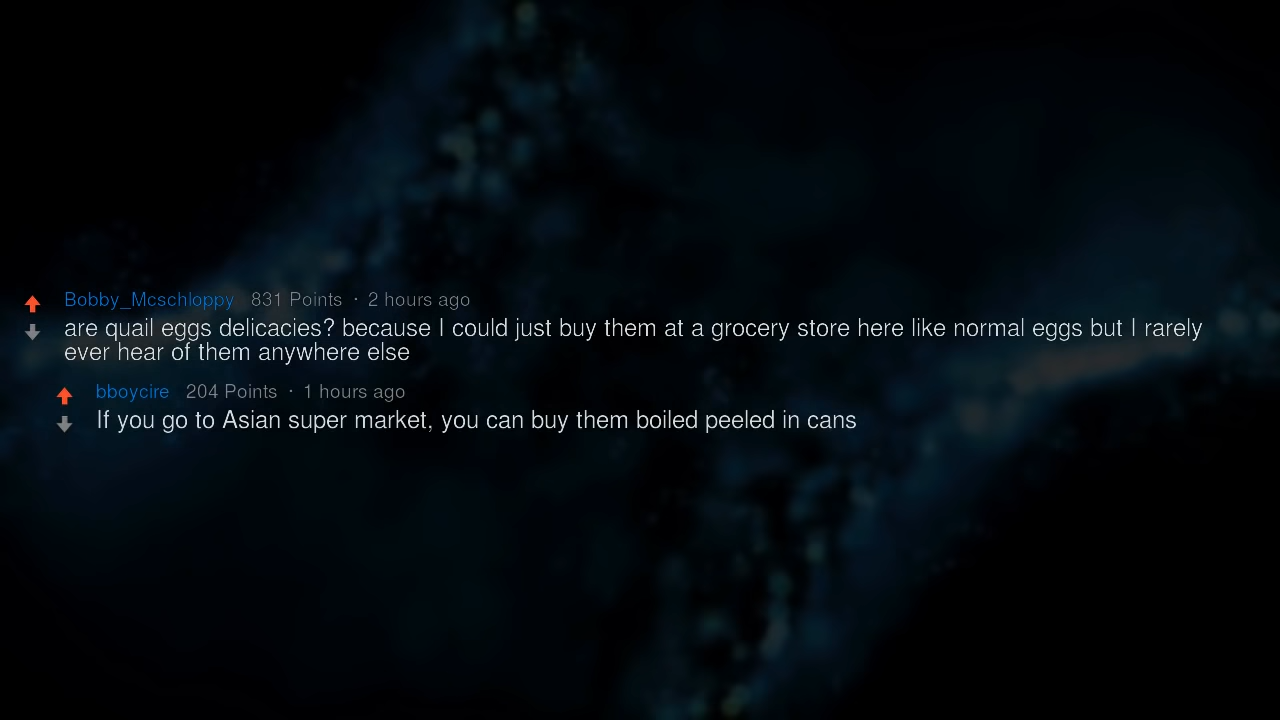 Bobby_Mcschloppy 831 Points · 2 hours ago
are quail eggs delicacies? because I could just buy them at a grocery store here like normal eggs but I rarely
ever hear of them anywhere else
bboycire 204 Points · 1 hours ago
If you go to Asian super market, you can buy them boiled peeled in cans